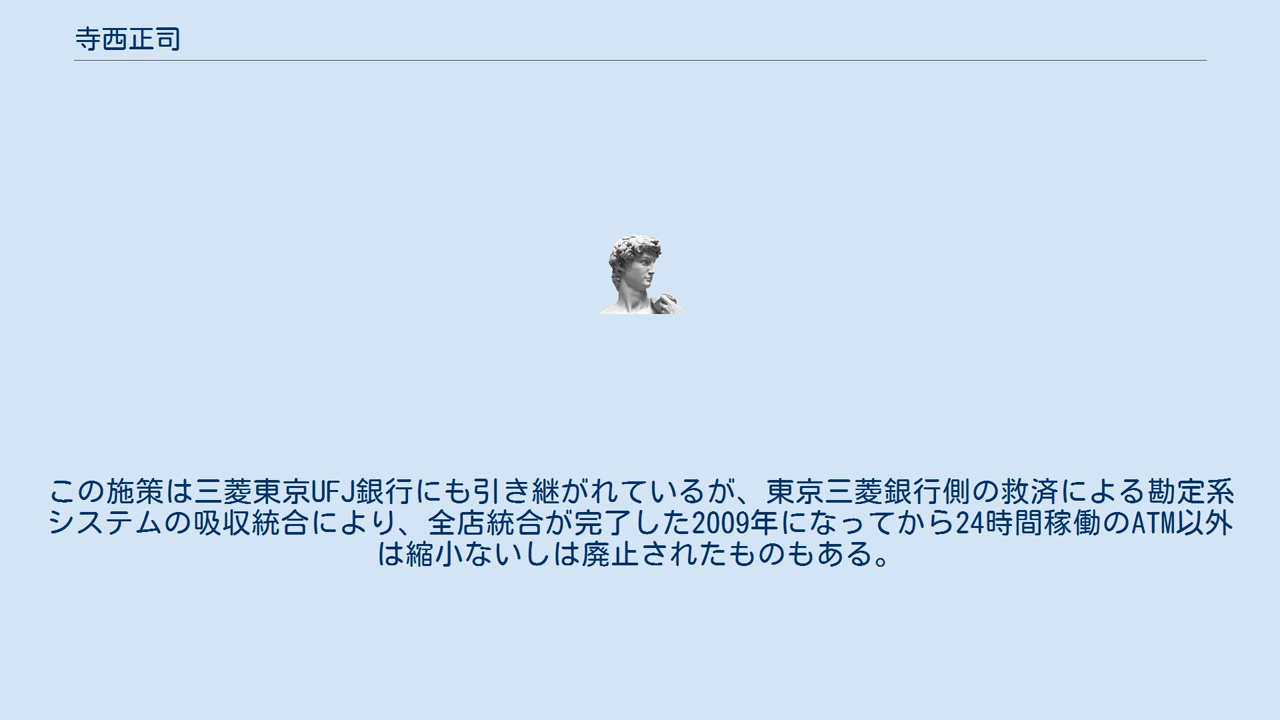 寺西正司
この施策は三菱東京UFJ銀行にも引き継がれているが、東京三菱銀行側の救済による勘定系
システムの吸収統合により、全店統合が完了した2009年になってから24時間稼働のATM以外
は縮小ないしは廃止されたものもある。